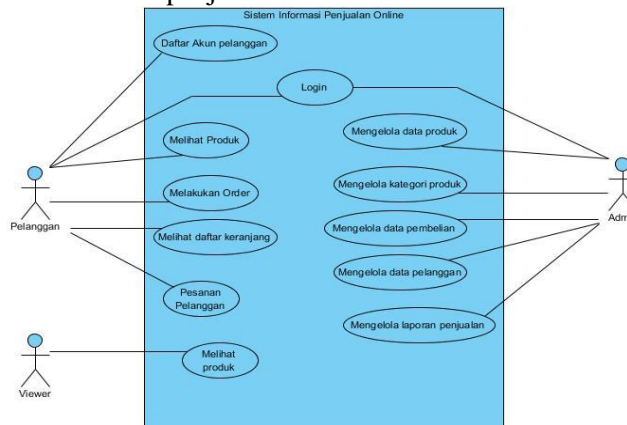 Sistem Informasi Penjualan Online
Daftar Akun pelanggan
Login
Melihat Produk
Mengelola data produk
Melakukan Order
Mengelola kategori produk
Pelanggan
Melihat daftar keranjang
Mengelola data pembelian
Mengelola data pelanggan
Pesanan
Pelanggan
Mengelola laporan penjualan
Melihat
produk
Viewer